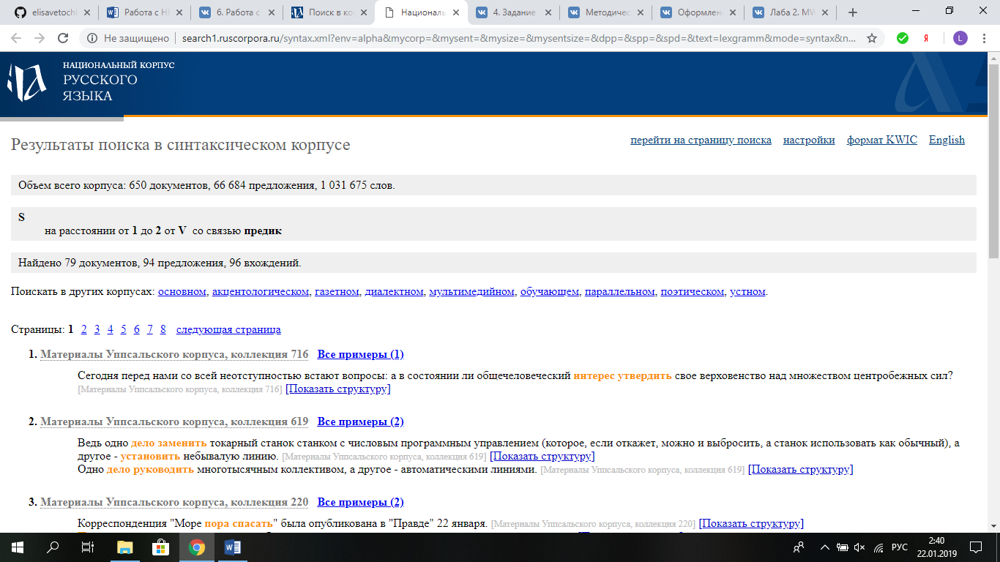 elisavetochk
Работа с НК
6. Работа с
Поиск в кор
Националь
4. Задание
Методичес
Оформлени
Лаба 2. MW
Не защищено
search1.ruscorpora.ru/syntax.xml?env=alpha&mycorp=&mysent=&mysize=&mysentsize=&dpp=&spp=&spd=&text=lexgramm&mode=syntax&n...
Я
L
НАЦИОНАЛЬНЫЙ КОРПУС
РУССКОГО
ЯЗЫКА
Результаты поиска в синтаксическом корпусе
перейти на страницу поиска настройки формат KWIC English
Объем всего корпуса: 650 документов, 66 684 предложения, 1 031 675 слов.
S
на расстоянии от 1 до 2 от V со связью предик
Найдено 79 документов, 94 предложения, 96 вхождений.
Поискать в других корпусах: основном, акцентологическом, газетном, диалектном, мультимедийном, обучающем, параллельном, поэтическом, устном.
Страницы: 1 2 3 4 5 6 7 8 следующая страница
1. Материалы Уппсальского корпуса, коллекция 716 Все примеры (1)
Сегодня перед нами со всей неотступностью встают вопросы: а в состоянии ли общечеловеческий интерес утвердить свое верховенство над множеством центробежных сил?
[Материалы Уппсальского корпуса, коллекция 716] [Показать структуру]
2. Материалы Уппсальского корпуса, коллекция 619 Все примеры (2)
Ведь одно дело заменить токарный станок станком с числовым программным управлением (которое, если откажет, можно и выбросить, а станок использовать как обычный), а
другое - установить небывалую линию. [Материалы Уппсальского корпуса, коллекция 619] [Показать структуру]
Одно дело руководить многотысячным коллективом, а другое - автоматическими линиями. [Материалы Уппсальского корпуса, коллекция 619] [Показать структуру]
3. Материалы Уппсальского корпуса, коллекция 220 Все примеры (2)
Корреспонденция "Море пора спасать" была опубликована в "Правде" 22 января. [Материалы Уппсальского корпуса, коллекция 220] [Показать структуру]
РУС
2:40
22.01.2019